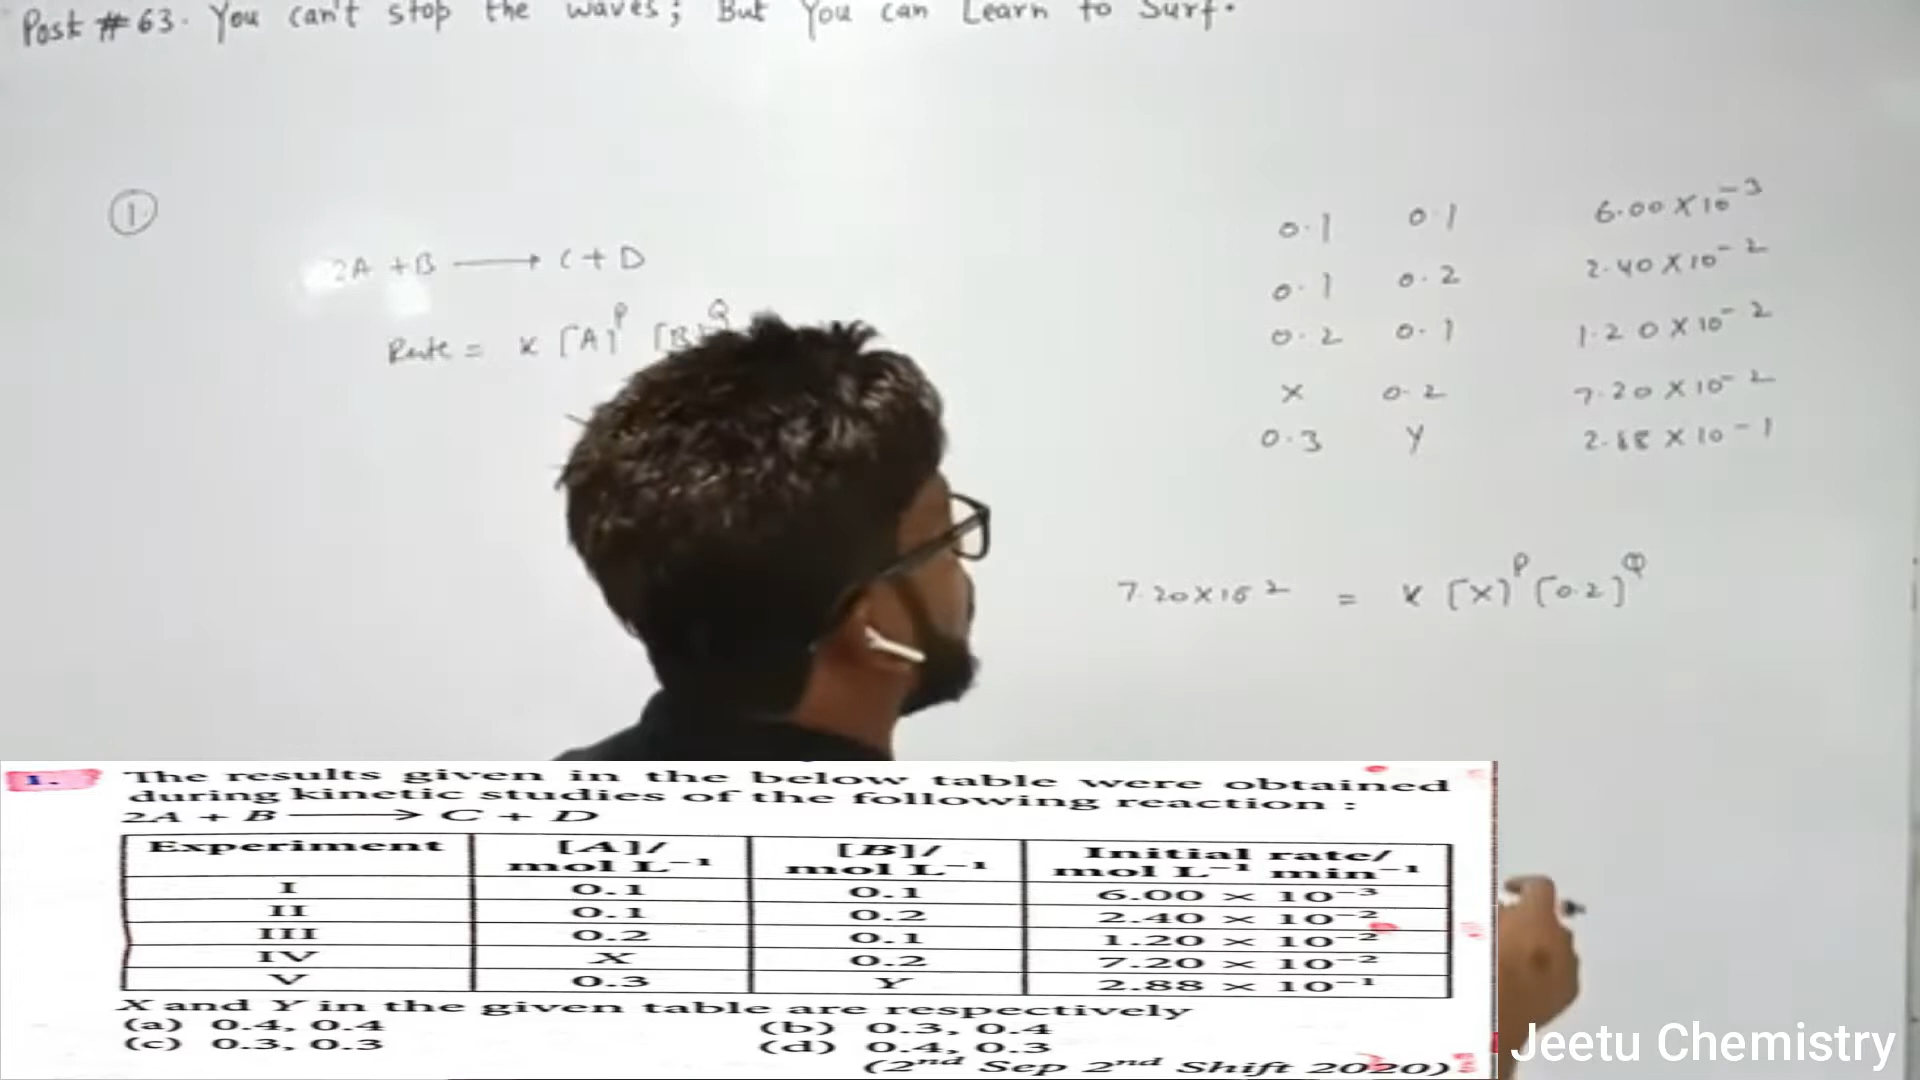 Post # 63. You can't stop the waves; But You can Learn to Surf.
1.
2A + B ⟶ C + D
Rate = K [A]^P [B]^Q
0.1 0.1 6.00 X 10^-3
0.1 0.2 2.40 X 10^-2
0.2 0.1 1.20 X 10^-2
X 0.2 7.20 X 10^-2
0.3 Y 2.88 X 10^-1
7.20 X 10^-2 = K [X]^P [0.2]^Q
1. The results given in the below table were obtained
during kinetic studies of the following reaction :
2A + B ⟶ C + D
Experiment [A]/ mol L^−1 [B]/ mol L^−1 Initial rate/ mol L^−1 min^−1
I 0.1 0.1 6.00 × 10^−3
II 0.1 0.2 2.40 × 10^−2
III 0.2 0.1 1.20 × 10^−2
IV X 0.2 7.20 × 10^−2
V 0.3 Y 2.88 × 10^−1
X and Y in the given table are respectively
(a) 0.4, 0.4 (b) 0.3, 0.4
(c) 0.3, 0.3 (d) 0.4, 0.3
(2nd Sep 2nd Shift 2020)
Jeetu Chemistry